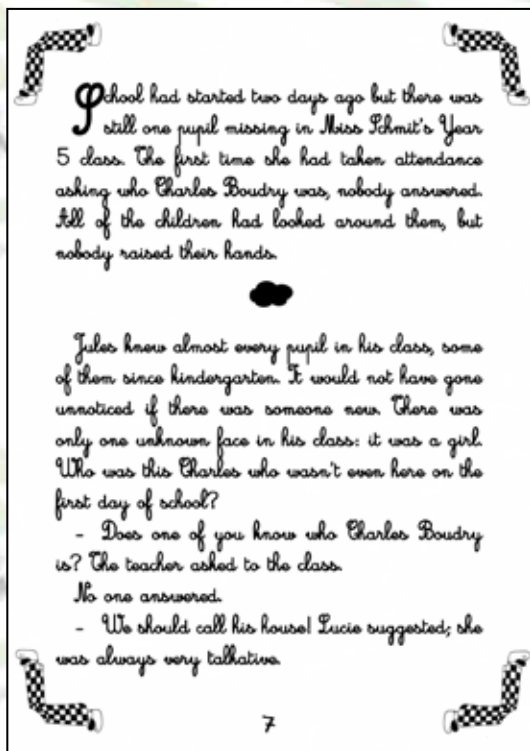 School had started two days ago but there was
still one pupil missing in Miss Schmit's Year
5 class. The first time she had taken attendance
asking who Charles Boudry was, nobody answered.
All of the children had looked around them, but
nobody raised their hands.
Jules knew almost every pupil in his class, some
of them since kindergarten. It would not have gone
unnoticed if there was someone new. There was
only one unknown face in his class: it was a girl.
Who was this Charles who wasn't even here on the
first day of school?
- Does one of you know who Charles Boudry
is? The teacher asked to the class.
No one answered.
- We should call his house! Lucie suggested; she
was always very talkative.
7